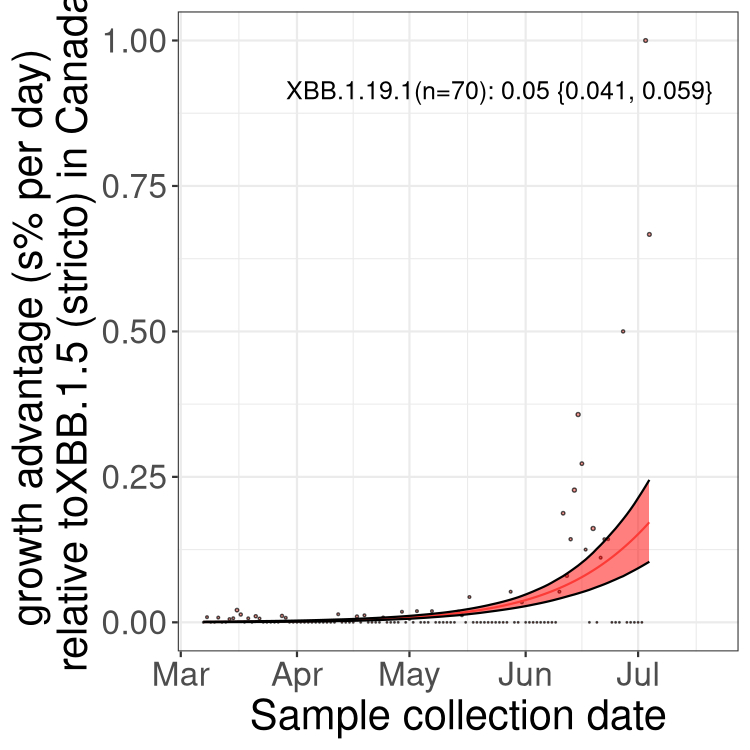 growth advantage (s% per day)
relative toXBB.1.5 (stricto) in Canada
1.00
0.75
0.50
0.25
0.00
XBB.1.19.1(n=70): 0.05 {0.041, 0.059}
Mar Apr May Jun Jul
Sample collection date